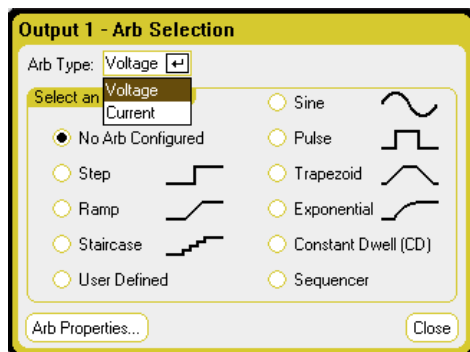 Output 1 - Arb Selection
Arb Type: Voltage
Voltage
Current
Select an
No Arb Configured
Step
Ramp
Staircase
User Defined
Sine
Pulse
Trapezoid
Exponential
Constant Dwell (CD)
Sequencer
Arb Properties...
Close